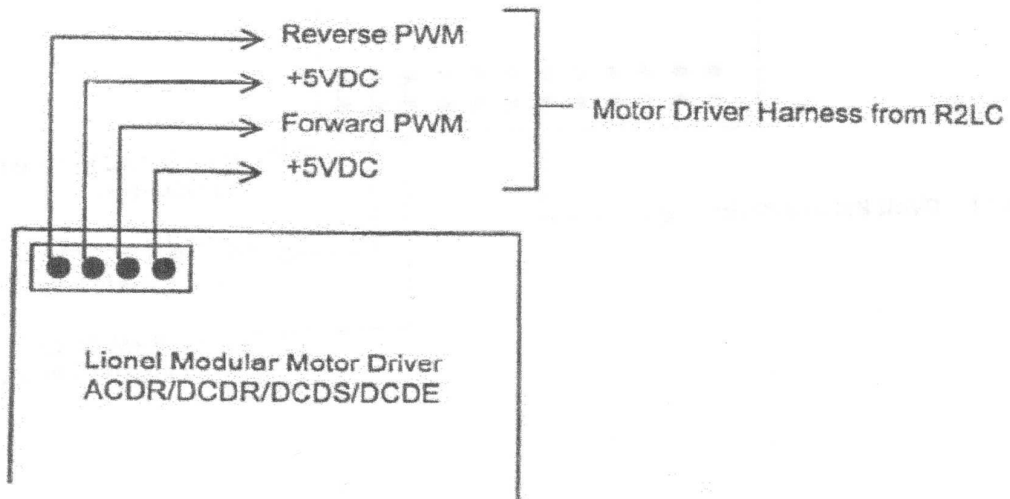 Reverse PWM
+5VDC
Forward PWM
+5VDC
Motor Driver Harness from R2LC
Lionel Modular Motor Driver
ACDR/DCDR/DCDS/DCDE